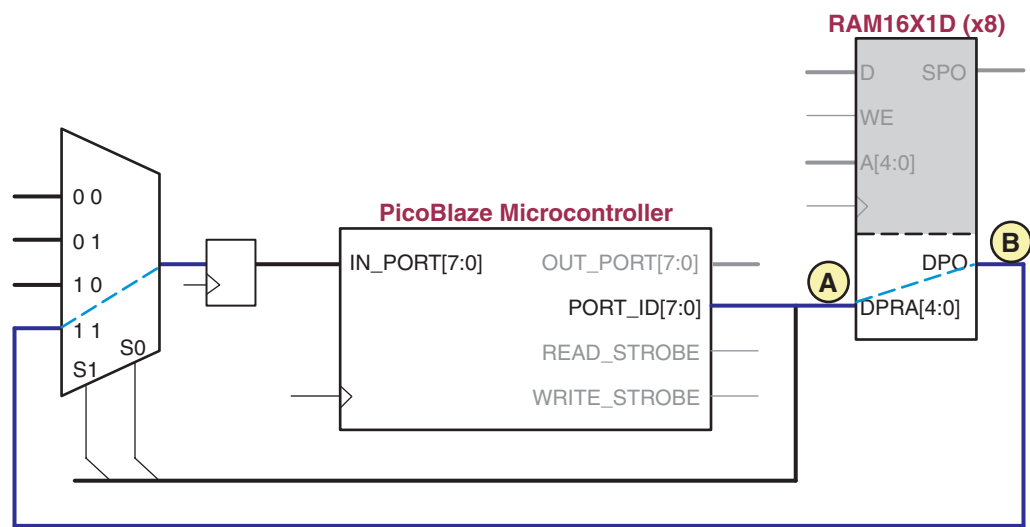 RAM16X1D (x8)
D SPO
WE
A[4:0]
0 0
0 1
1 0
1 1
S1 S0
PicoBlaze Microcontroller
IN_PORT[7:0] OUT_PORT[7:0]
PORT_ID[7:0]
READ_STROBE
WRITE_STROBE
A
B
DPO
DPRA[4:0]